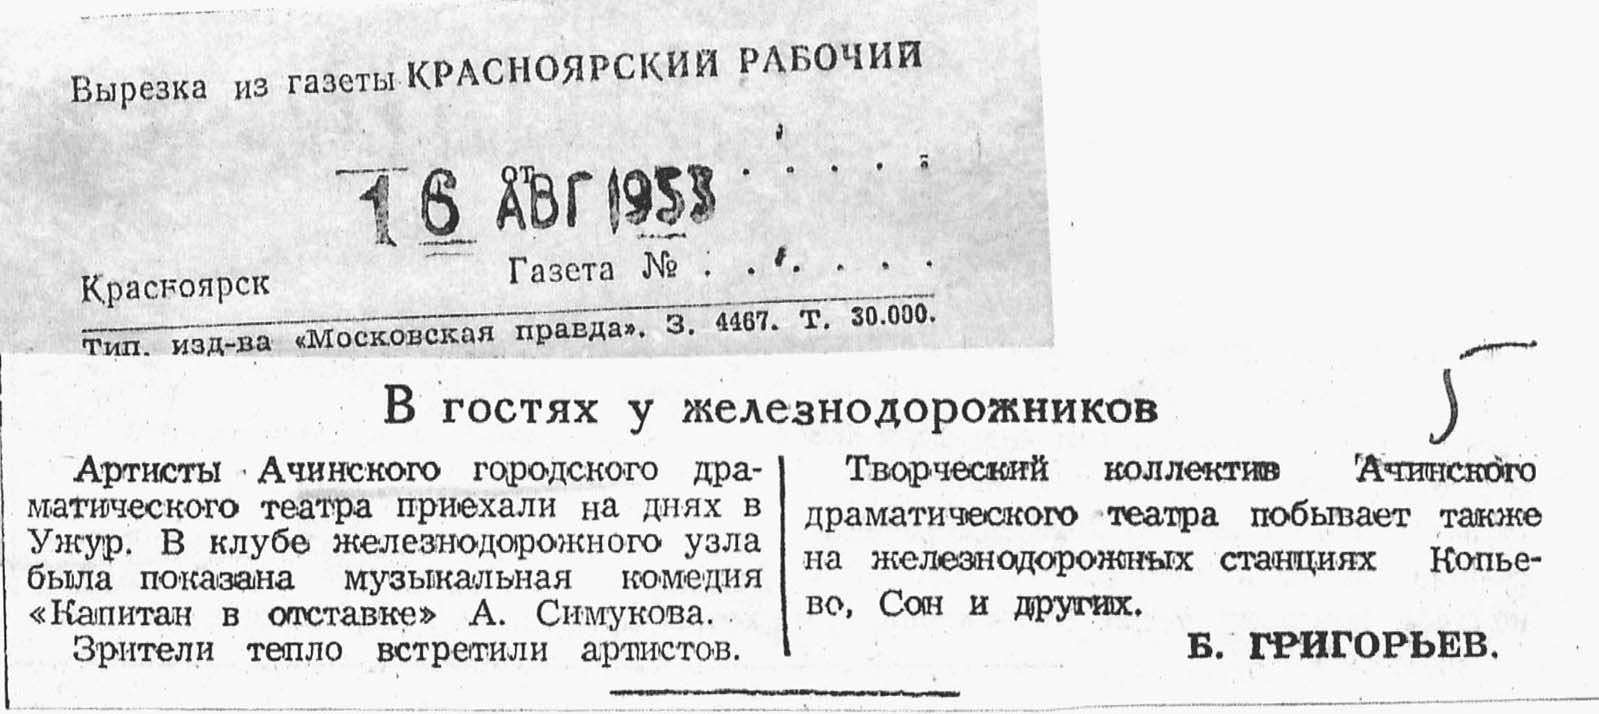 Вырезка из газеты КРАСНОЯРСКИЙ РАБОЧИЙ
от
16 АВГ 1953 . . . . .
Красноярск Газета № . . . . . .
Тип. изд-ва «Московская правда». З. 4467. Т. 30.000.
5
В гостях у железнодорожников
Артисты Ачинского городского дра-
матического театра приехали на днях в
Ужур. В клубе железнодорожного узла
была показана музыкальная комедия
«Капитан в отставке» А. Симукова.
Зрители тепло встретили артистов.
Творческий коллектив Ачинского
драматического театра побывает также
на железнодорожных станциях Копье-
во, Сон и других.
Б. ГРИГОРЬЕВ.